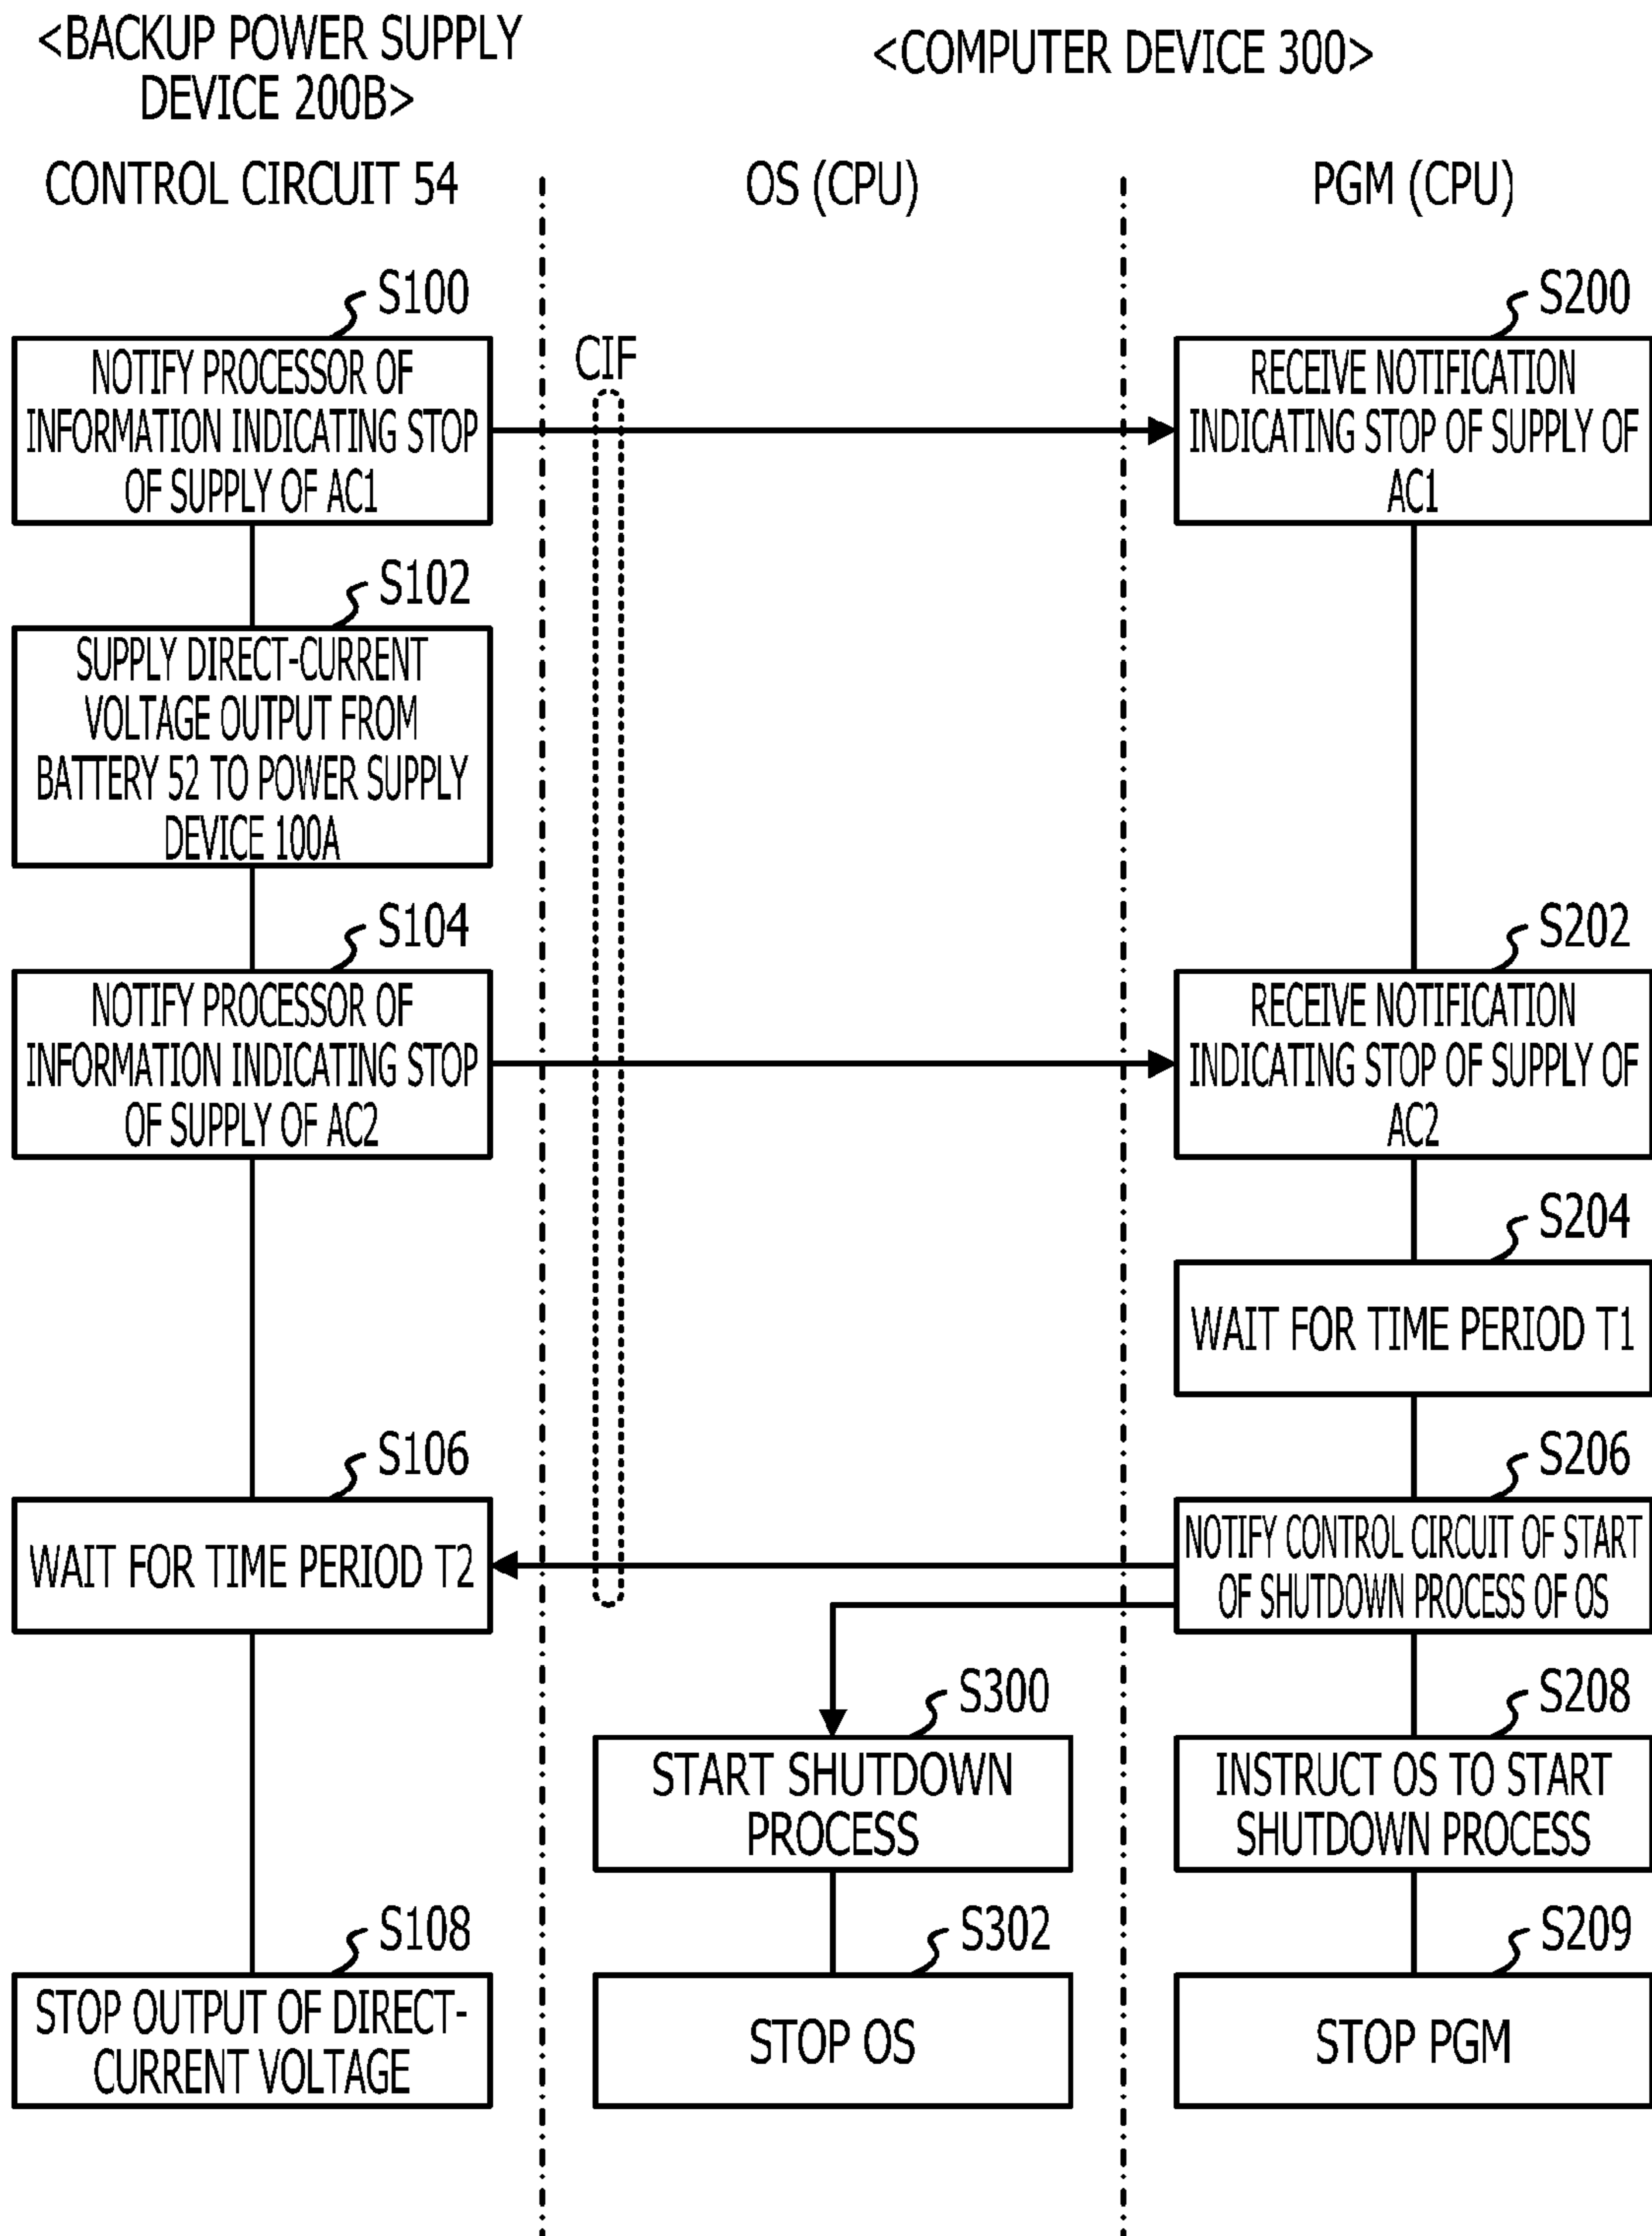 <BACKUP POWER SUPPLY
DEVICE 200B>
<COMPUTER DEVICE 300>
CONTROL CIRCUIT 54
OS (CPU)
PGM (CPU)
S100
NOTIFY PROCESSOR OF
INFORMATION INDICATING STOP
OF SUPPLY OF AC1
CIF
S200
RECEIVE NOTIFICATION
INDICATING STOP OF SUPPLY OF
AC1
S102
SUPPLY DIRECT-CURRENT
VOLTAGE OUTPUT FROM
BATTERY 52 TO POWER SUPPLY
DEVICE 100A
S104
NOTIFY PROCESSOR OF
INFORMATION INDICATING STOP
OF SUPPLY OF AC2
S202
RECEIVE NOTIFICATION
INDICATING STOP OF SUPPLY OF
AC2
S204
WAIT FOR TIME PERIOD T1
S106
WAIT FOR TIME PERIOD T2
S206
NOTIFY CONTROL CIRCUIT OF START
OF SHUTDOWN PROCESS OF OS
S300
START SHUTDOWN
PROCESS
S208
INSTRUCT OS TO START
SHUTDOWN PROCESS
S108
STOP OUTPUT OF DIRECT-
CURRENT VOLTAGE
S302
STOP OS
S209
STOP PGM